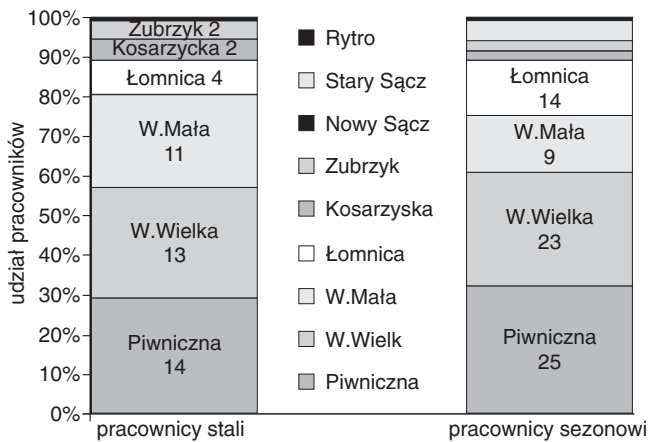 100%
90%
80%
70%
60%
50%
40%
30%
20%
10%
0%
udział pracowników
Zubrzyk 2
Kosarzycka 2
Łomnica 4
W.Mała
11
W.Wielka
13
Piwniczna
14
pracownicy stali
Rytro
Stary Sącz
Nowy Sącz
Zubrzyk
Kosarzyska
Łomnica
W.Mała
W.Wielk
Piwniczna
Łomnica
14
W.Mała
9
W.Wielka
23
Piwniczna
25
pracownicy sezonowi